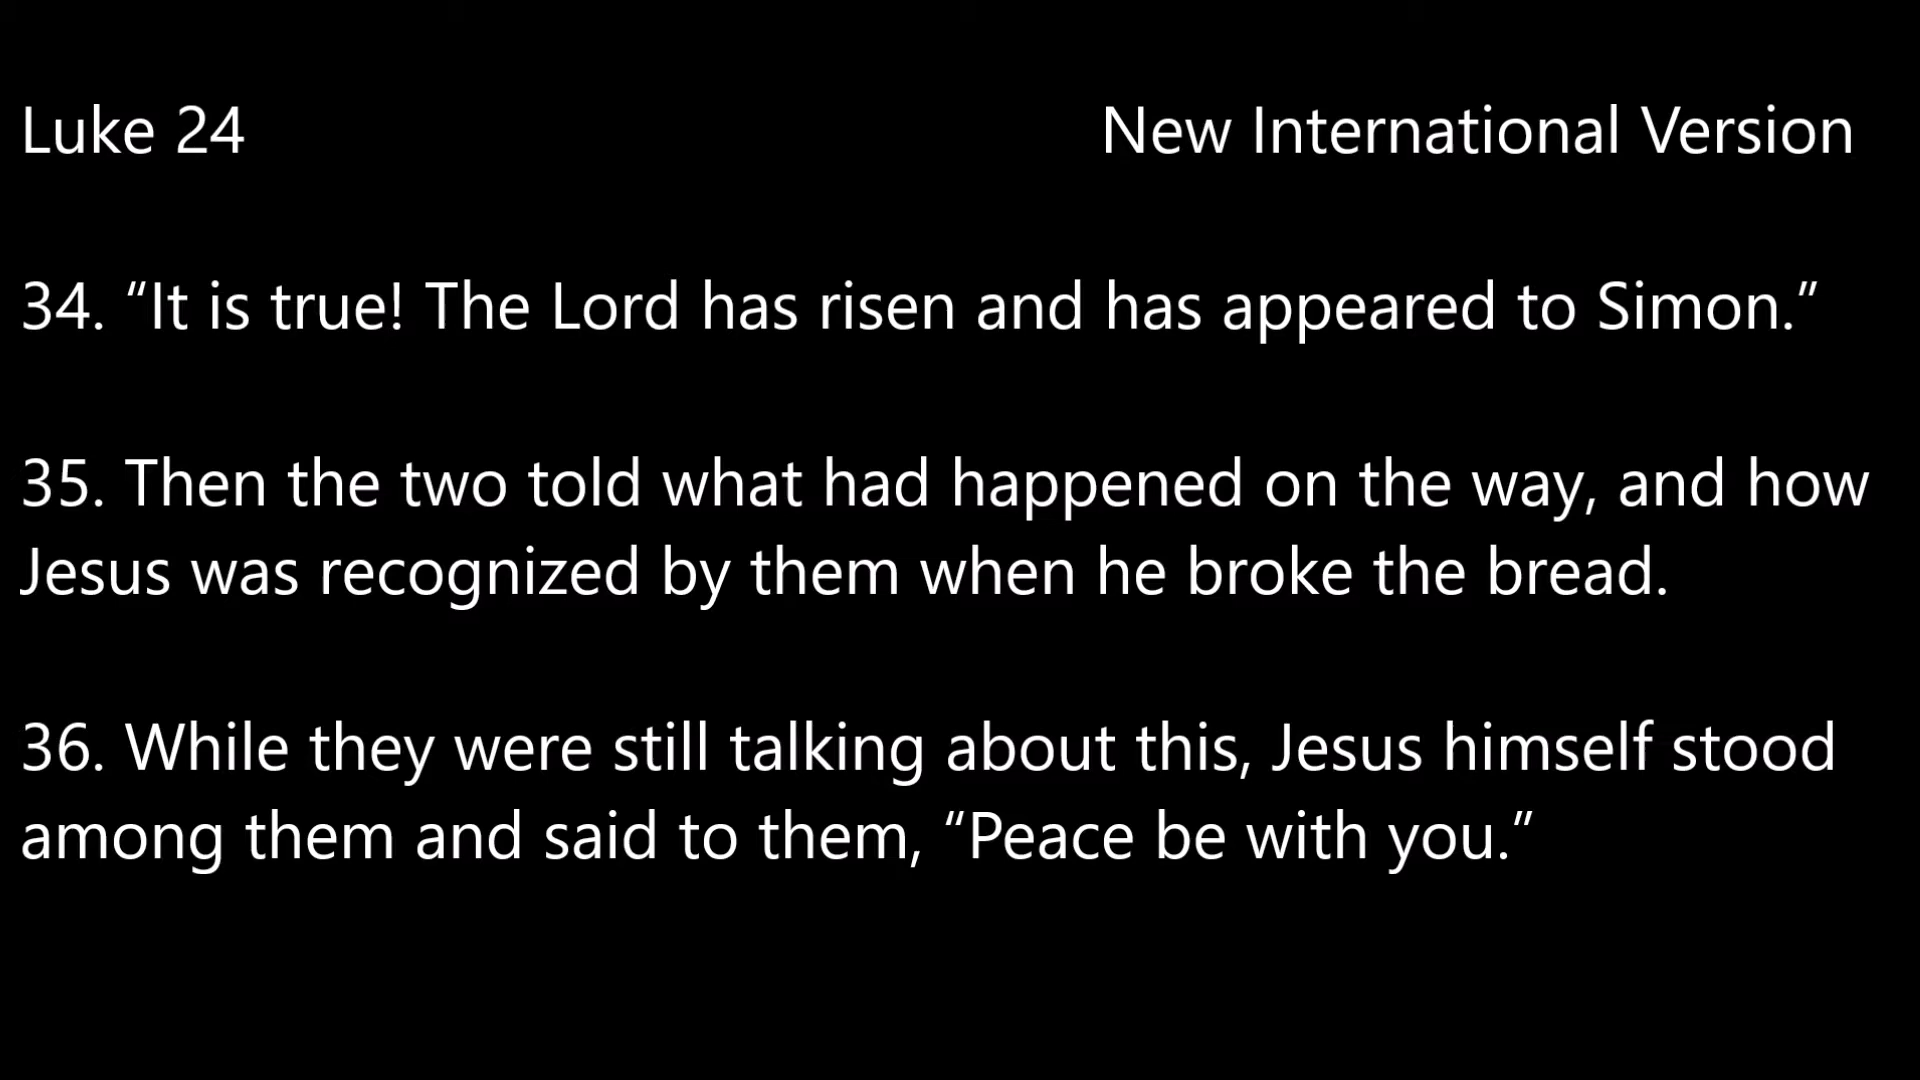 Luke 24 New International Version
34. “It is true! The Lord has risen and has appeared to Simon.”
35. Then the two told what had happened on the way, and how
Jesus was recognized by them when he broke the bread.
36. While they were still talking about this, Jesus himself stood
among them and said to them, “Peace be with you.”